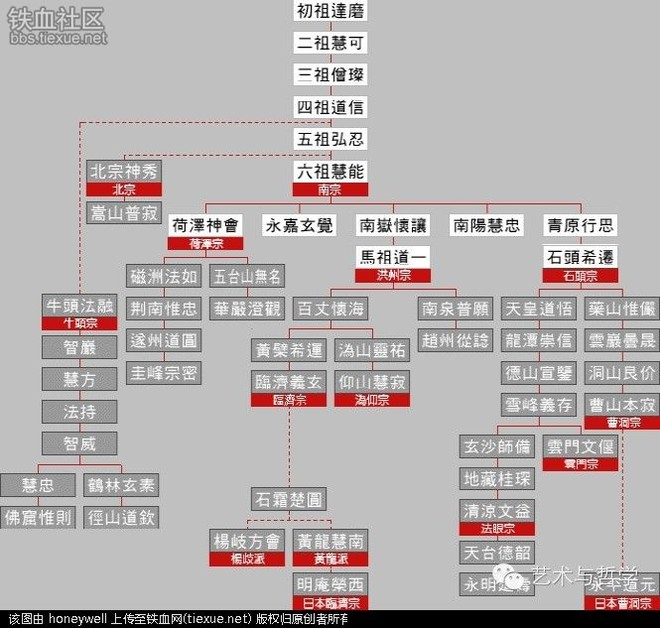 铁血社区
bbs.tiexue.net
初祖達磨
二祖慧可
三祖僧璨
四祖道信
五祖弘忍
北宗神秀
北宗
嵩山普寂
六祖慧能
南宗
荷澤神會
荷澤宗
永嘉玄覺
南嶽懷讓
南陽慧忠
青原行思
馬祖道一
洪州宗
石頭希遷
石頭宗
磁洲法如
五台山無名
荆南惟忠
華嚴澄觀
遂州道圓
圭峰宗密
牛頭法融
牛頭宗
智巖
慧方
法持
智威
慧忠
鶴林玄素
佛窟惟則
徑山道欽
百丈懷海
南泉普願
黃檗希運
溈山靈祐
趙州從諗
臨濟義玄
臨濟宗
仰山慧寂
溈仰宗
天皇道悟
藥山惟儼
龍潭崇信
雲巖曇晟
德山宣鑒
洞山良价
雪峰義存
曹山本寂
曹洞宗
玄沙師備
雲門文偃
雲門宗
地藏桂琛
清涼文益
法眼宗
天台德韶
石霜楚圓
楊岐方會
楊岐派
黃龍慧南
黃龍派
明庵榮西
日本臨濟宗
永明
永平道元
日本曹洞宗
艺术与哲学
该图由 honeywell 上传至铁血网(tiexue.net) 版权归原创者所有